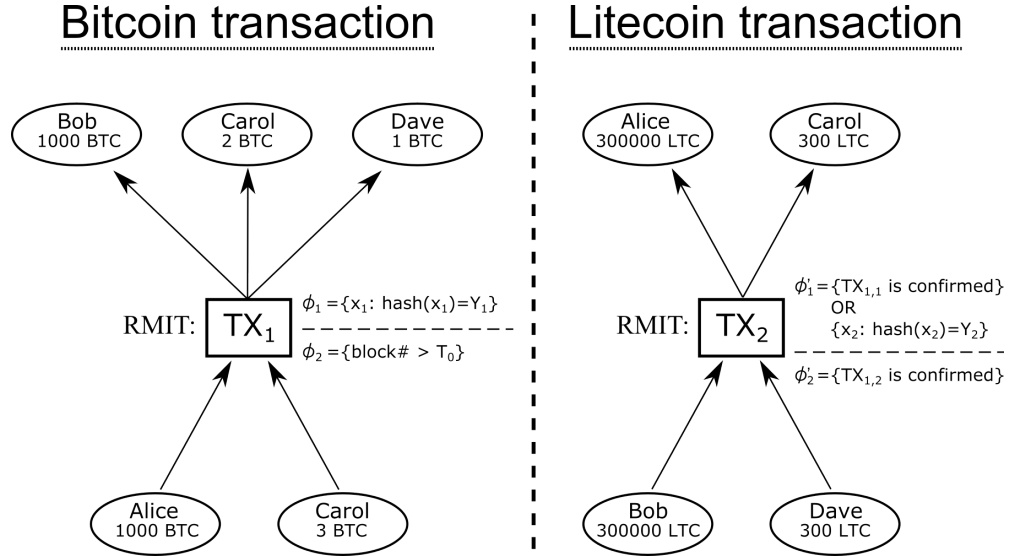 Bitcoin transaction
Bob
1000 BTC
Carol
2 BTC
Dave
1 BTC
RMIT:
TX₁
ϕ₁ = {x₁: hash(x₁)=Y₁}
ϕ₂ = {block# > T₀}
Alice
1000 BTC
Carol
3 BTC
Litecoin transaction
Alice
300000 LTC
Carol
300 LTC
RMIT:
TX₂
ϕ'₁ = {TX₁,₁ is confirmed}
OR
{x₂: hash(x₂)=Y₂}
ϕ'₂ = {TX₁,₂ is confirmed}
Bob
300000 LTC
Dave
300 LTC